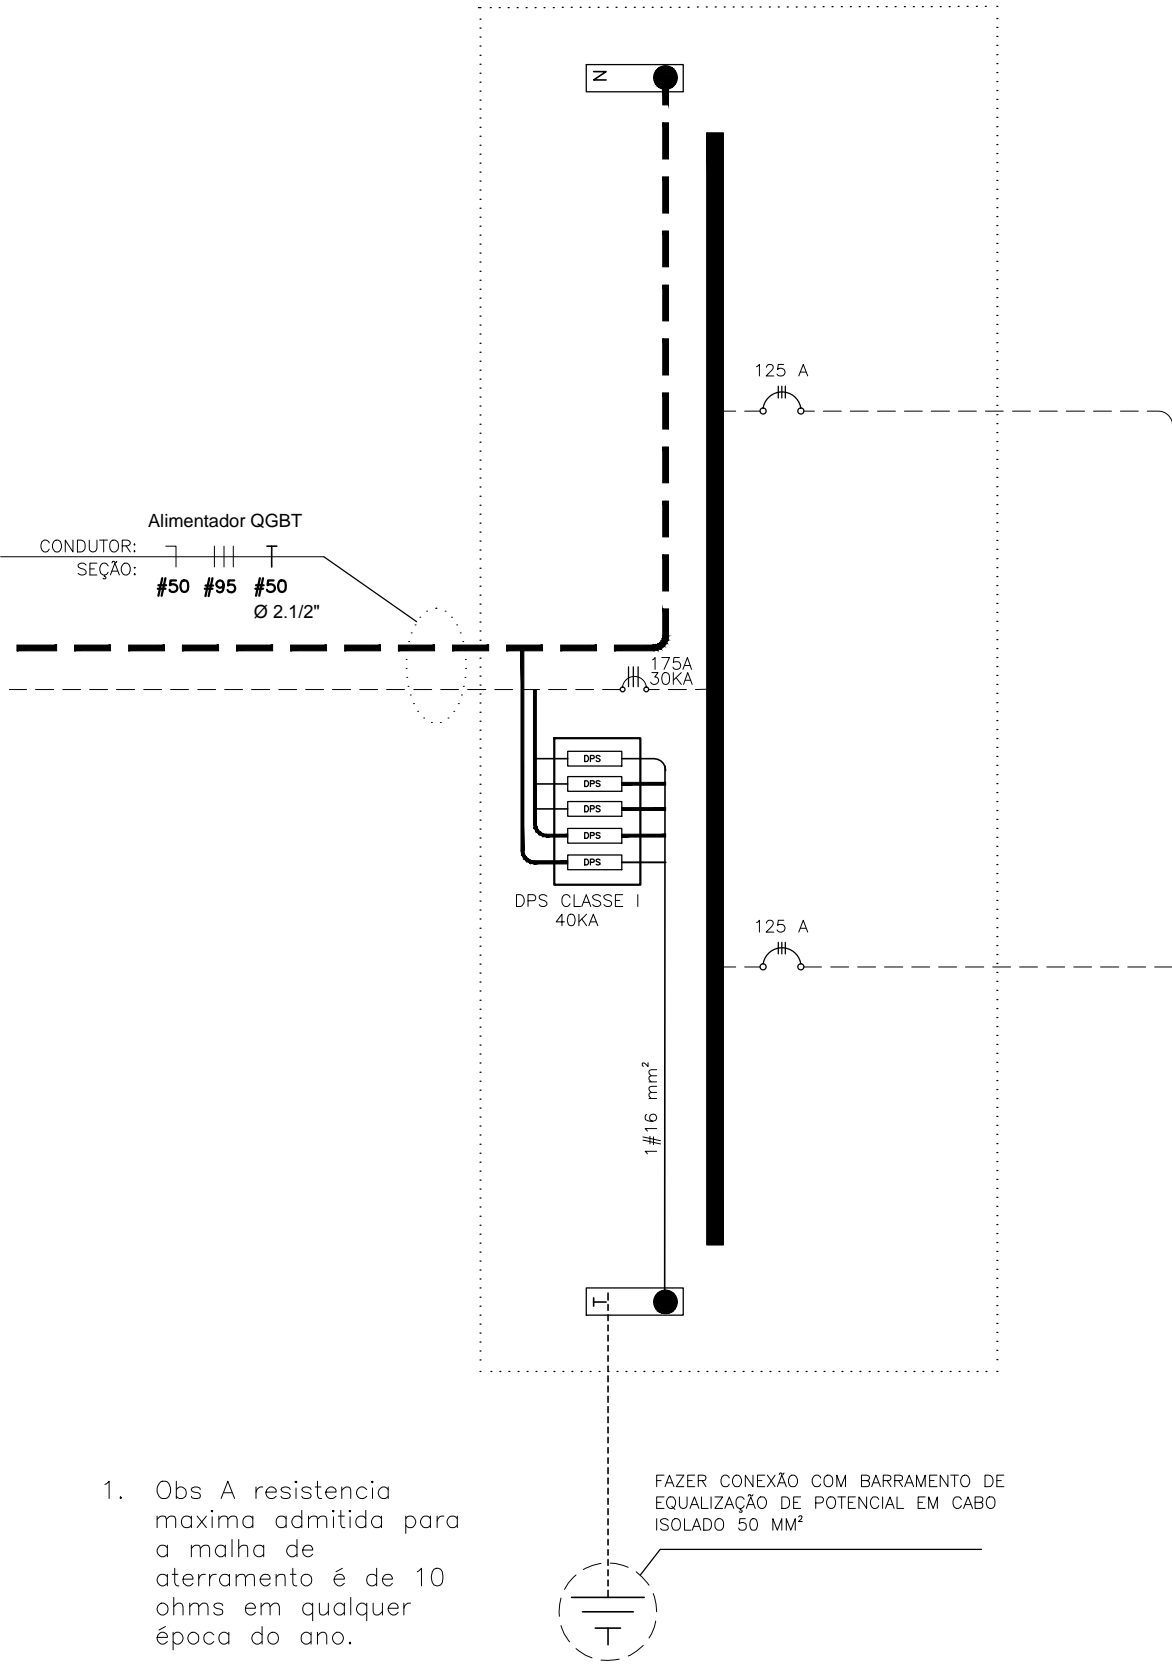 N
125 A
Alimentador QGBT
CONDUTOR:
SEÇÃO:
#50 #95 #50
Ø 2.1/2"
175A
30KA
DPS
DPS
DPS
DPS
DPS
DPS CLASSE I
40KA
125 A
1#16 mm²
T
1. Obs A resistencia
maxima admitida para
a malha de
aterramento é de 10
ohms em qualquer
época do ano.
FAZER CONEXÃO COM BARRAMENTO DE
EQUALIZAÇÃO DE POTENCIAL EM CABO
ISOLADO 50 MM²